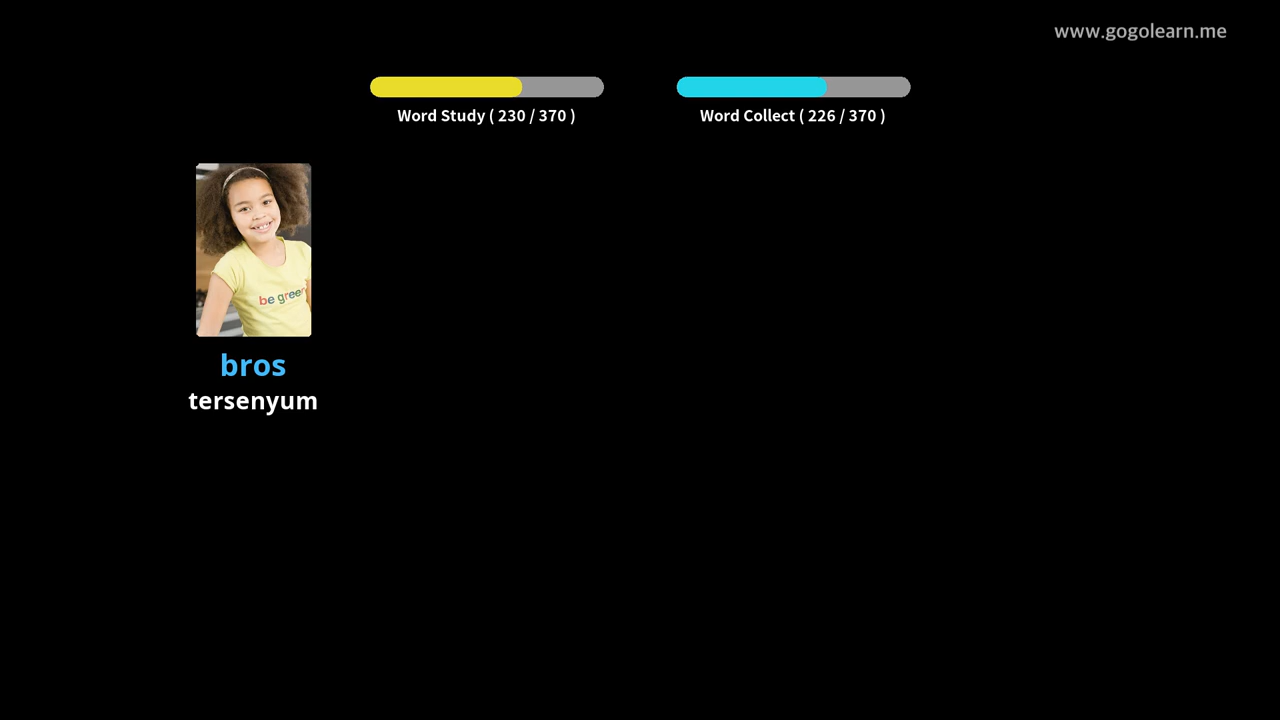 www.gogolearn.me
Word Study ( 230 / 370 )
Word Collect ( 226 / 370 )
be green
bros
tersenyum